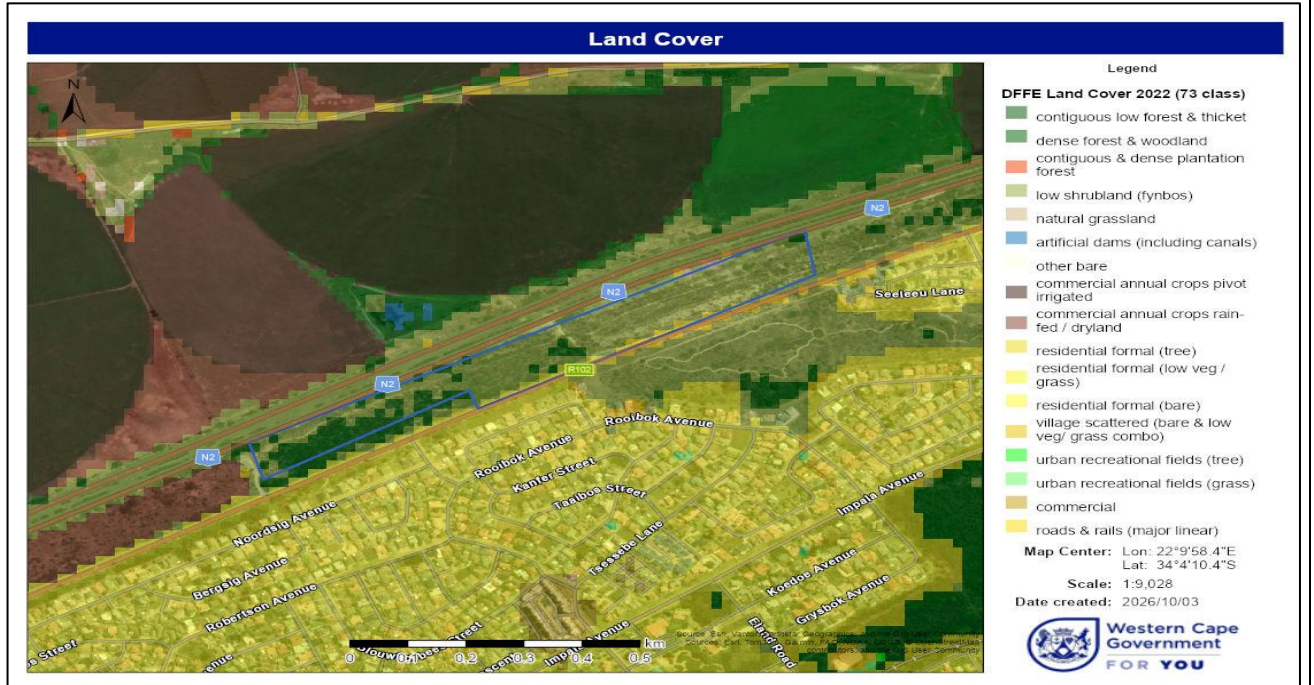 Land Cover
N
N2
N2
N2
N2
R102
Seeleeu Lane
Rooibok Avenue
Rooibok Avenue
Kanfer Street
Taaibos Street
Impala Avenue
Noordsig Avenue
Tsessebe Lane
Bergsig Avenue
Koedoe Avenue
Robertson Avenue
Grysbok Avenue
Eland Road
Street
Street
Avenue
km
0 0.1 0.2 0.3 0.4 0.5
Legend
DFFE Land Cover 2022 (73 class)
contiguous low forest & thicket
dense forest & woodland
contiguous & dense plantation
forest
low shrubland (fynbos)
natural grassland
artificial dams (including canals)
other bare
commercial annual crops pivot
irrigated
commercial annual crops rain-
fed / dryland
residential formal (tree)
residential formal (low veg /
grass)
residential formal (bare)
village scattered (bare & low
veg/ grass combo)
urban recreational fields (tree)
urban recreational fields (grass)
commercial
roads & rails (major linear)
Map Center: Lon: 22°9'58.4"E
Lat: 34°4'10.4"S
Scale: 1:9,028
Date created: 2026/10/03
Western Cape
Government
FOR YOU